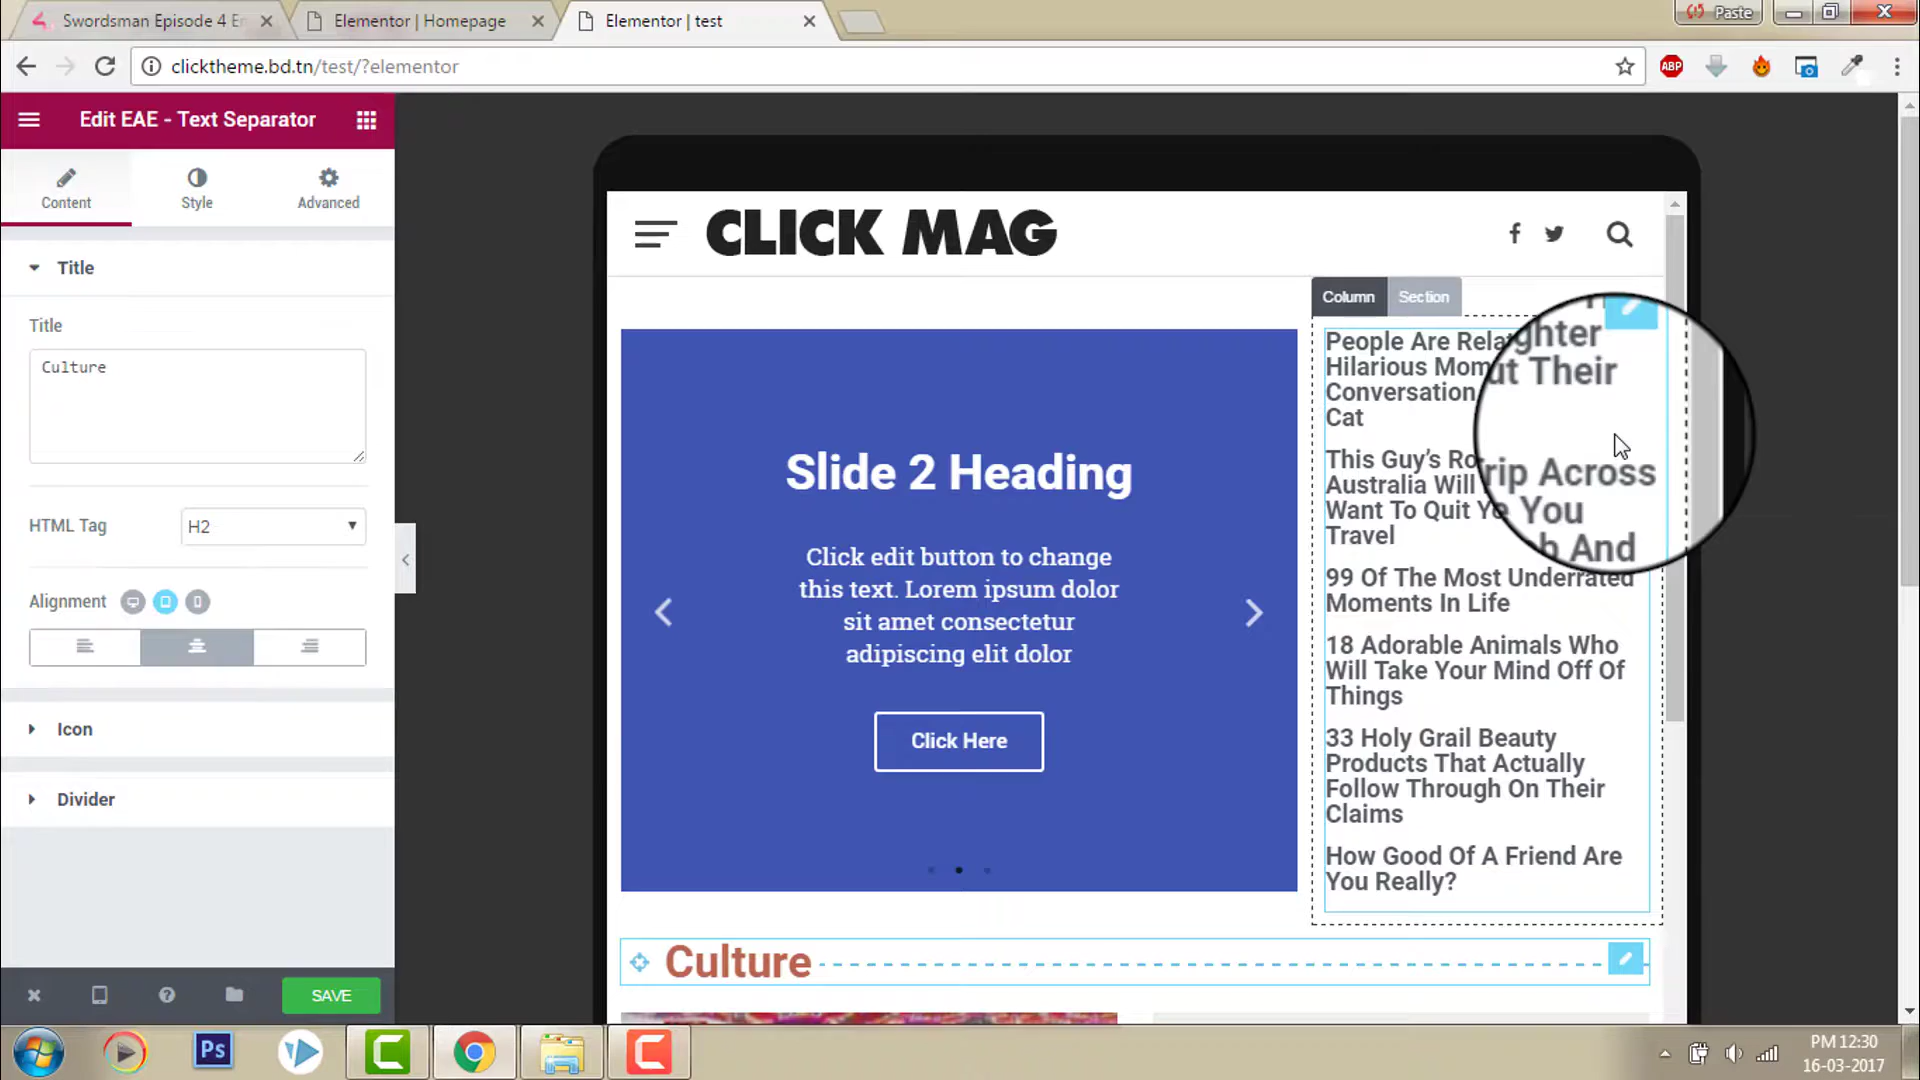 Swordsman Episode 4 E
Elementor | Homepage
Elementor | test
Paste
clicktheme.bd.tn/test/?elementor
ABP
Edit EAE - Text Separator
Content
Style
Advanced
Title
Title
Culture
HTML Tag
H2
Alignment
Icon
Divider
SAVE
CLICK MAG
Column
Section
Slide 2 Heading
Click edit button to change
this text. Lorem ipsum dolor
sit amet consectetur
adipiscing elit dolor
Click Here
People Are
Hilarious
Conversation
Cat
ghter
ut Their
This Guy's
Australia Will
Want To Quit
Travel
rip Across
You
b And
99 Of The Most Underrated
Moments In Life
18 Adorable Animals Who
Will Take Your Mind Off Of
Things
33 Holy Grail Beauty
Products That Actually
Follow Through On Their
Claims
How Good Of A Friend Are
You Really?
Culture
Ps
PM 12:30
16-03-2017